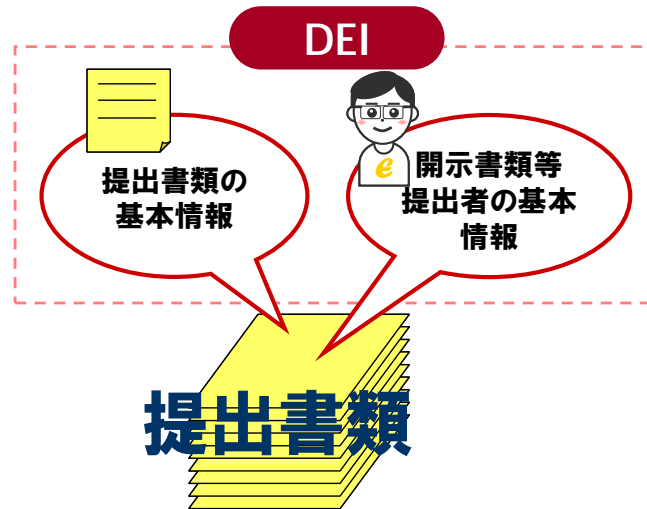 DEI
提出書類の
基本情報
e
開示書類等
提出者の基本
情報
提出書類